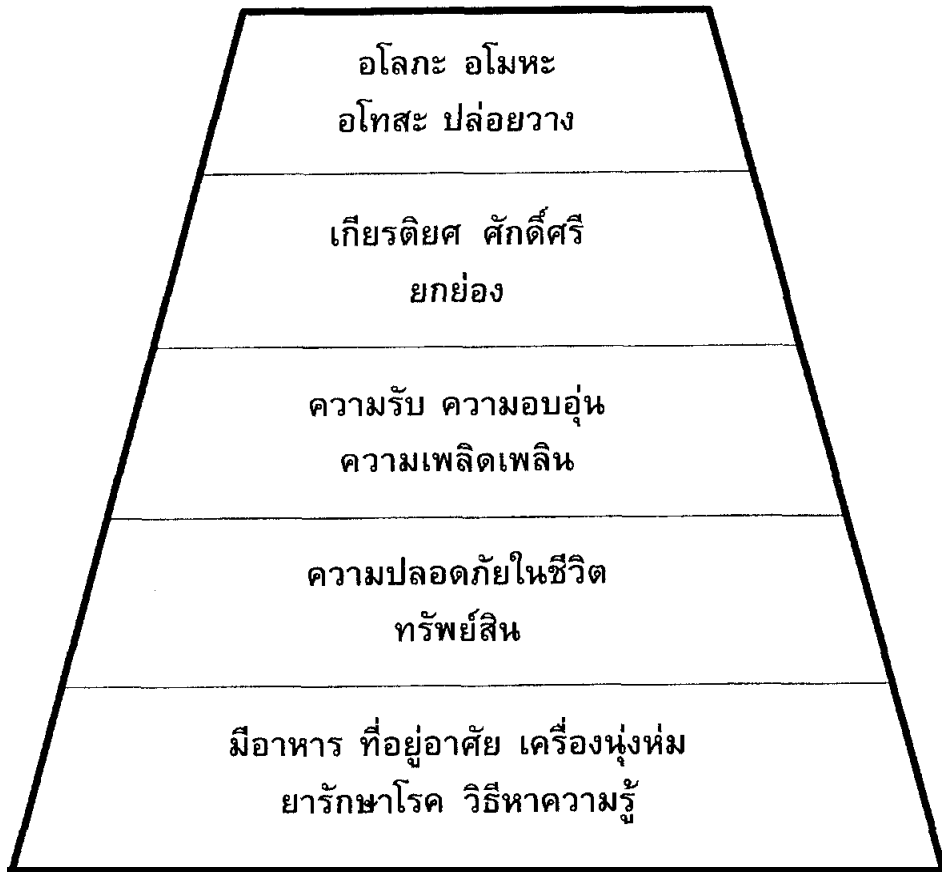 อโลภะ อโมหะ
อโทสะ ปล่อยวาง
เกียรติยศ ศักดิ์ศรี
ยกย่อง
ความรับ ความอบอุ่น
ความเพลิดเพลิน
ความปลอดภัยในชีวิต
ทรัพย์สิน
มีอาหาร ที่อยู่อาศัย เครื่องนุ่งห่ม
ยารักษาโรค วิธีหาความรู้